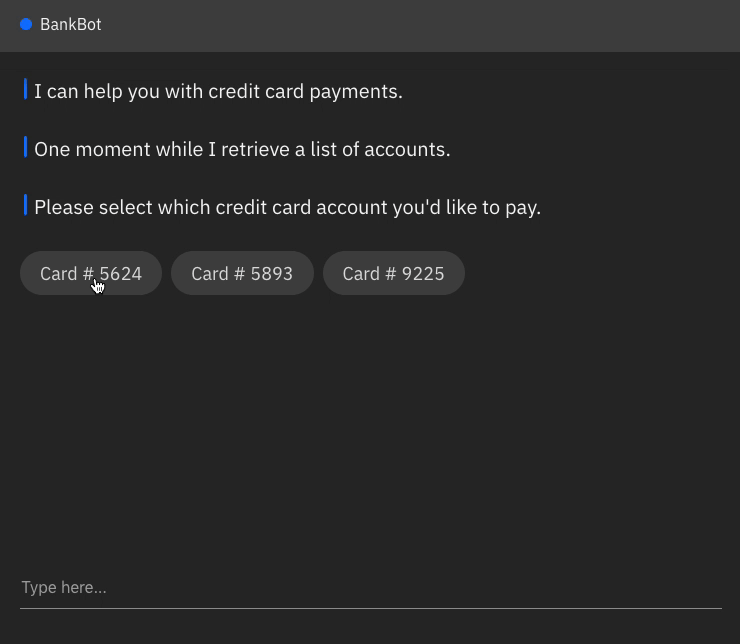 BankBot
I can help you with credit card payments.
One moment while I retrieve a list of accounts.
Please select which credit card account you'd like to pay.
Card # 5624 Card # 5893 Card # 9225
Type here...